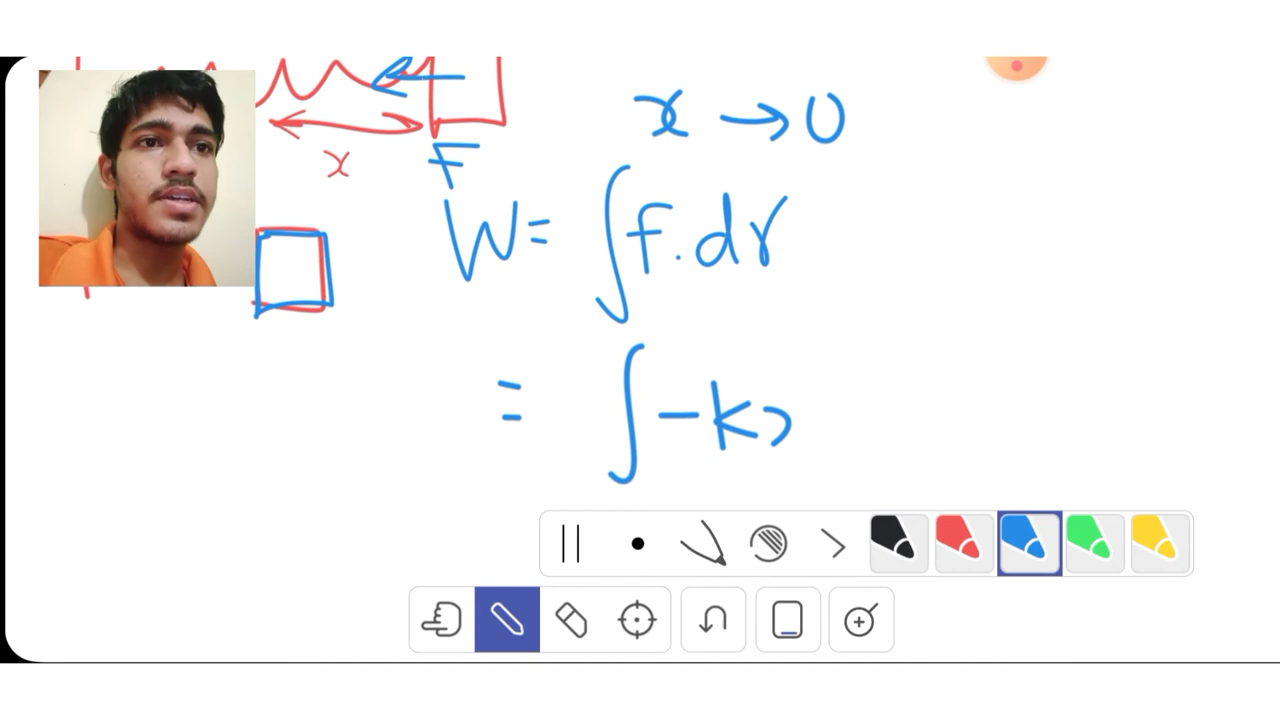 x → 0
x
F
W = ∫ f. dr
= ∫ - k